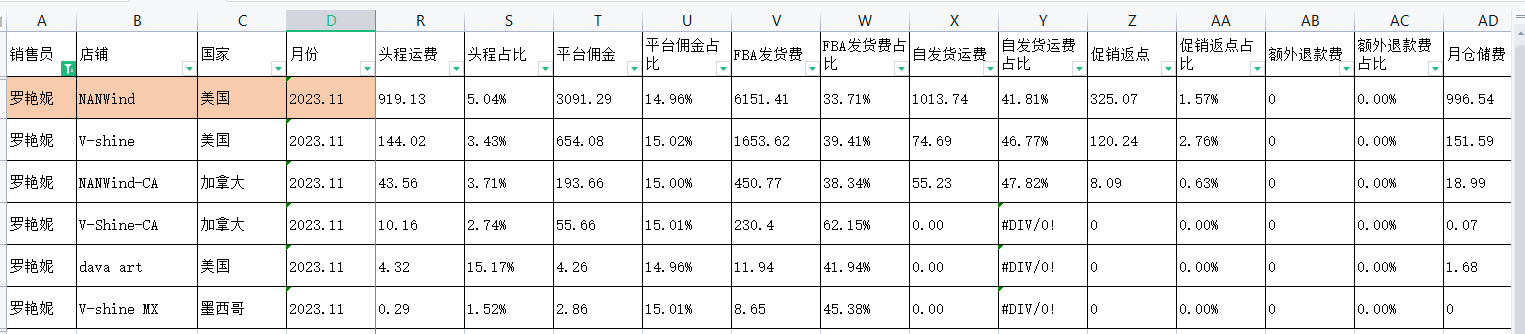 A B C D R S T U V W X Y Z AA AB AC AD
销售员 店铺 国家 月份 头程运费 头程占比 平台佣金 平台佣金占比 FBA发货费 FBA发货费占比 自发货运费 自发货运费占比 促销返点 促销返点占比 额外退款费 额外退款费占比 月仓储费
罗艳妮 NANWind 美国 2023.11 919.13 5.04% 3091.29 14.96% 6151.41 33.71% 1013.74 41.81% 325.07 1.57% 0 0.00% 996.54
罗艳妮 V-shine 美国 2023.11 144.02 3.43% 654.08 15.02% 1653.62 39.41% 74.69 46.77% 120.24 2.76% 0 0.00% 151.59
罗艳妮 NANWind-CA 加拿大 2023.11 43.56 3.71% 193.66 15.00% 450.77 38.34% 55.23 47.82% 8.09 0.63% 0 0.00% 18.99
罗艳妮 V-Shine-CA 加拿大 2023.11 10.16 2.74% 55.66 15.01% 230.4 62.15% 0.00 #DIV/0! 0 0.00% 0 0.00% 0.07
罗艳妮 dava art 美国 2023.11 4.32 15.17% 4.26 14.96% 11.94 41.94% 0.00 #DIV/0! 0 0.00% 0 0.00% 1.68
罗艳妮 V-shine MX 墨西哥 2023.11 0.29 1.52% 2.86 15.01% 8.65 45.38% 0.00 #DIV/0! 0 0.00% 0 0.00% 0